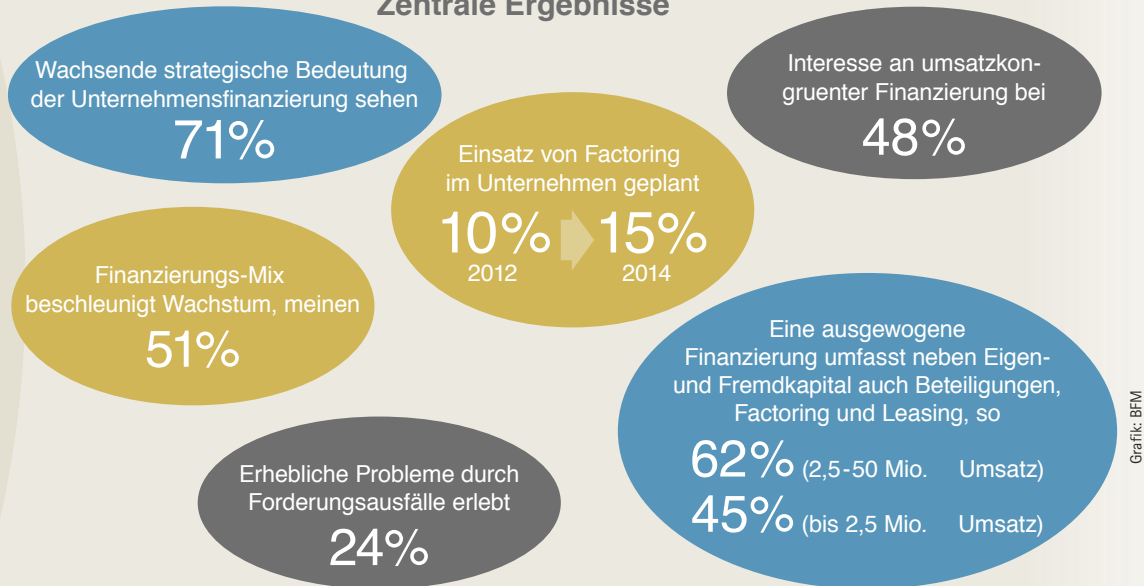 Zentrale Ergebnisse
Wachsende strategische Bedeutung
der Unternehmensfinanzierung sehen
71%
Interesse an umsatzkon-
gruenter Finanzierung bei
48%
Einsatz von Factoring
im Unternehmen geplant
10% 15%
2012 2014
Finanzierungs-Mix
beschleunigt Wachstum, meinen
51%
Eine ausgewogene
Finanzierung umfasst neben Eigen-
und Fremdkapital auch Beteiligungen,
Factoring und Leasing, so
62% (2,5-50 Mio. Umsatz)
45% (bis 2,5 Mio. Umsatz)
Erhebliche Probleme durch
Forderungsausfälle erlebt
24%
Grafik: BFM